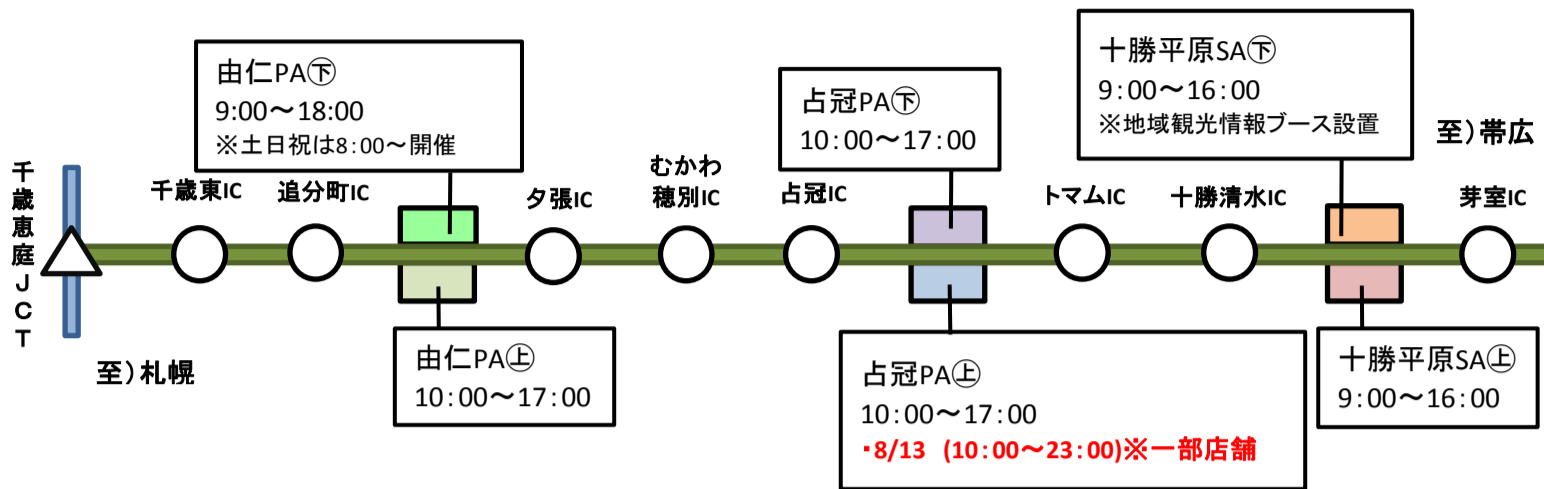 由仁PA㊦
9:00～18:00
※土日祝は8:00～開催
占冠PA㊦
10:00～17:00
十勝平原SA㊦
9:00～16:00
※地域観光情報ブース設置
至)帯広
千歳恵庭JCT
千歳東IC
追分町IC
夕張IC
むかわ
穂別IC
占冠IC
トマムIC
十勝清水IC
芽室IC
至)札幌
由仁PA㊤
10:00～17:00
占冠PA㊤
10:00～17:00
・8/13 (10:00～23:00)※一部店舗
十勝平原SA㊤
9:00～16:00